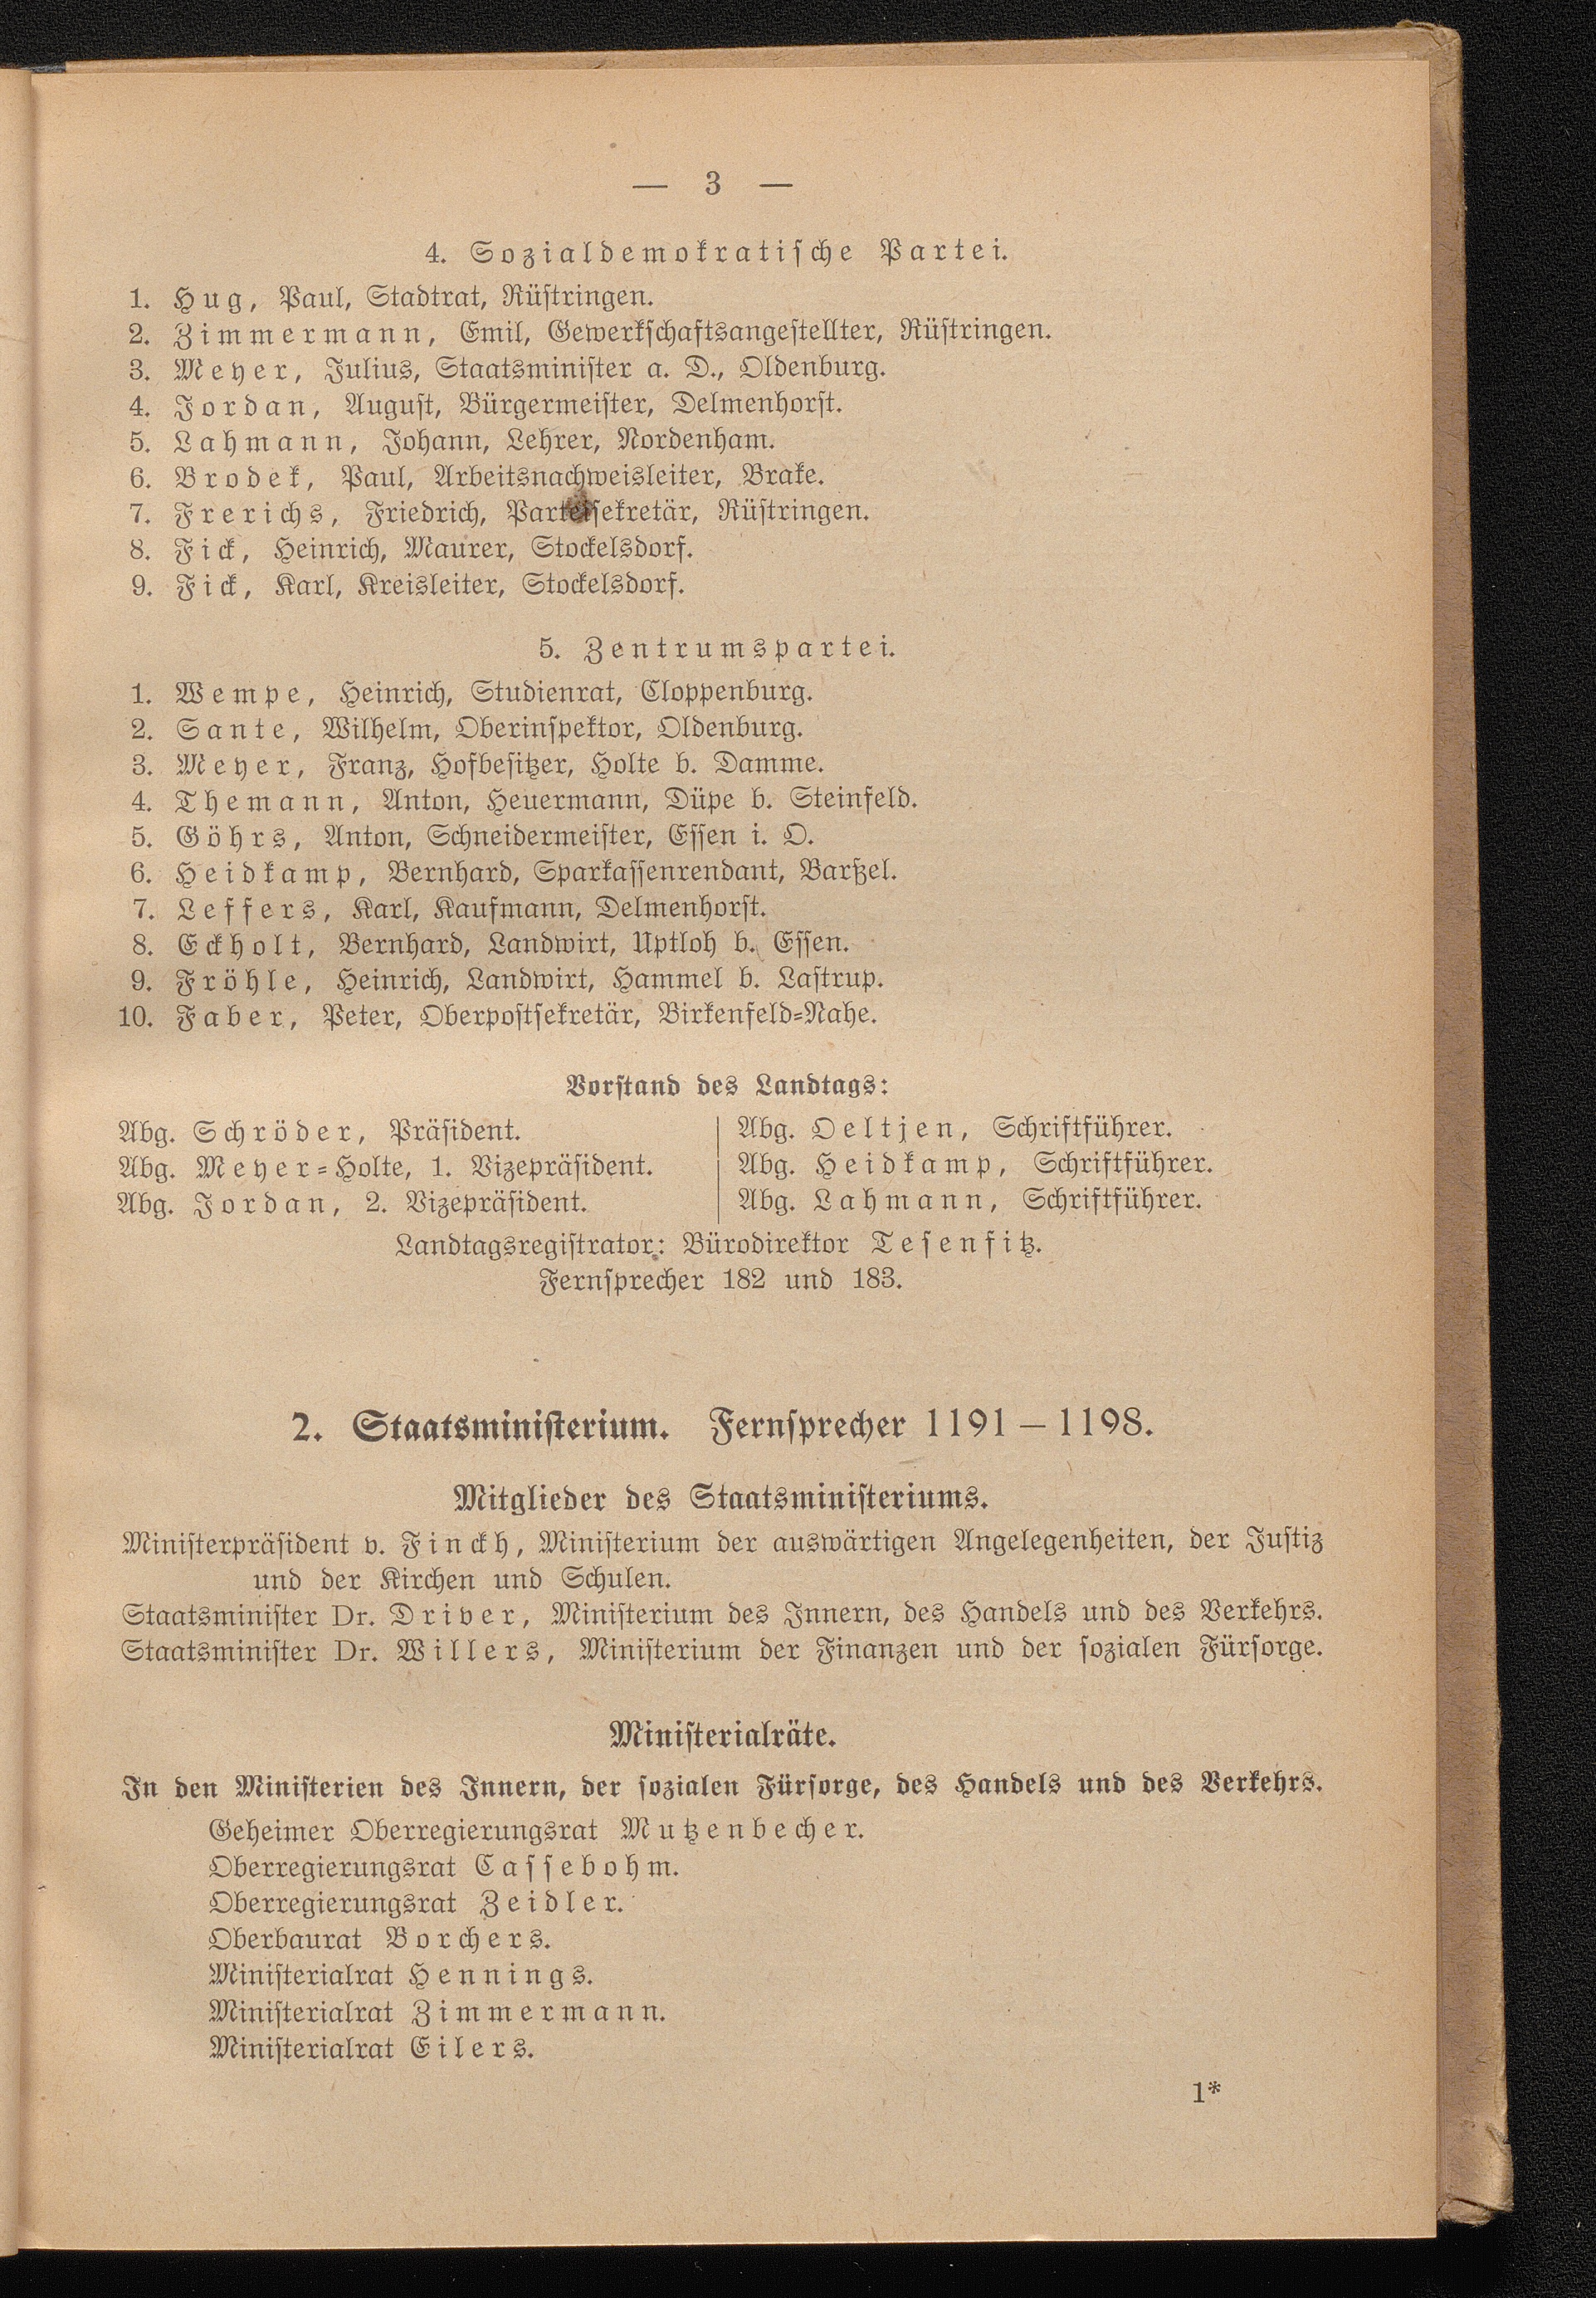 — 3 —
4. Sozialdemokratische Partei.
1. Hug, Paul, Stadtrat, Rüstringen.
2. Zimmermann, Emil, Gewerkschaftsangestellter, Rüstringen.
3. Meyer, Julius, Staatsminister a. D., Oldenburg.
4. Jordan, August, Bürgermeister, Delmenhorst.
5. Lahmann, Johann, Lehrer, Nordenham.
6. Brodek, Paul, Arbeitsnachweisleiter, Brake.
7. Frerichs, Friedrich, Parteisekretär, Rüstringen.
8. Fick, Heinrich, Maurer, Stockelsdorf.
9. Fick, Karl, Kreisleiter, Stockelsdorf.
5. Zentrumspartei.
1. Wempe, Heinrich, Studienrat, Cloppenburg.
2. Sante, Wilhelm, Oberinspektor, Oldenburg.
3. Meyer, Franz, Hofbesitzer, Holte b. Damme.
4. Themann, Anton, Heuermann, Düpe b. Steinfeld.
5. Göhrs, Anton, Schneidermeister, Essen i. O.
6. Heidkamp, Bernhard, Sparkassenrendant, Barßel.
7. Leffers, Karl, Kaufmann, Delmenhorst.
8. Eckholt, Bernhard, Landwirt, Uptloh b. Essen.
9. Fröhle, Heinrich, Landwirt, Hammel b. Lastrup.
10. Faber, Peter, Oberpostsekretär, Birkenfeld-Nahe.
Vorstand des Landtags:
Abg. Schröder, Präsident.
Abg. Meyer-Holte, 1. Vizepräsident.
Abg. Jordan, 2. Vizepräsident.
Abg. Oeltjen, Schriftführer.
Abg. Heidkamp, Schriftführer.
Abg. Lahmann, Schriftführer.
Landtagsregistrator: Bürodirektor Tesenfitz.
Fernsprecher 182 und 183.
2. Staatsministerium. Fernsprecher 1191 – 1198.
Mitglieder des Staatsministeriums.
Ministerpräsident v. Finckh, Ministerium der auswärtigen Angelegenheiten, der Justiz
und der Kirchen und Schulen.
Staatsminister Dr. Driver, Ministerium des Innern, des Handels und des Verkehrs.
Staatsminister Dr. Willers, Ministerium der Finanzen und der sozialen Fürsorge.
Ministerialräte.
In den Ministerien des Innern, der sozialen Fürsorge, des Handels und des Verkehrs.
Geheimer Oberregierungsrat Mutzenbecher.
Oberregierungsrat Cassebohm.
Oberregierungsrat Zeidler.
Oberbaurat Borchers.
Ministerialrat Hennings.
Ministerialrat Zimmermann.
Ministerialrat Eilers.
1*